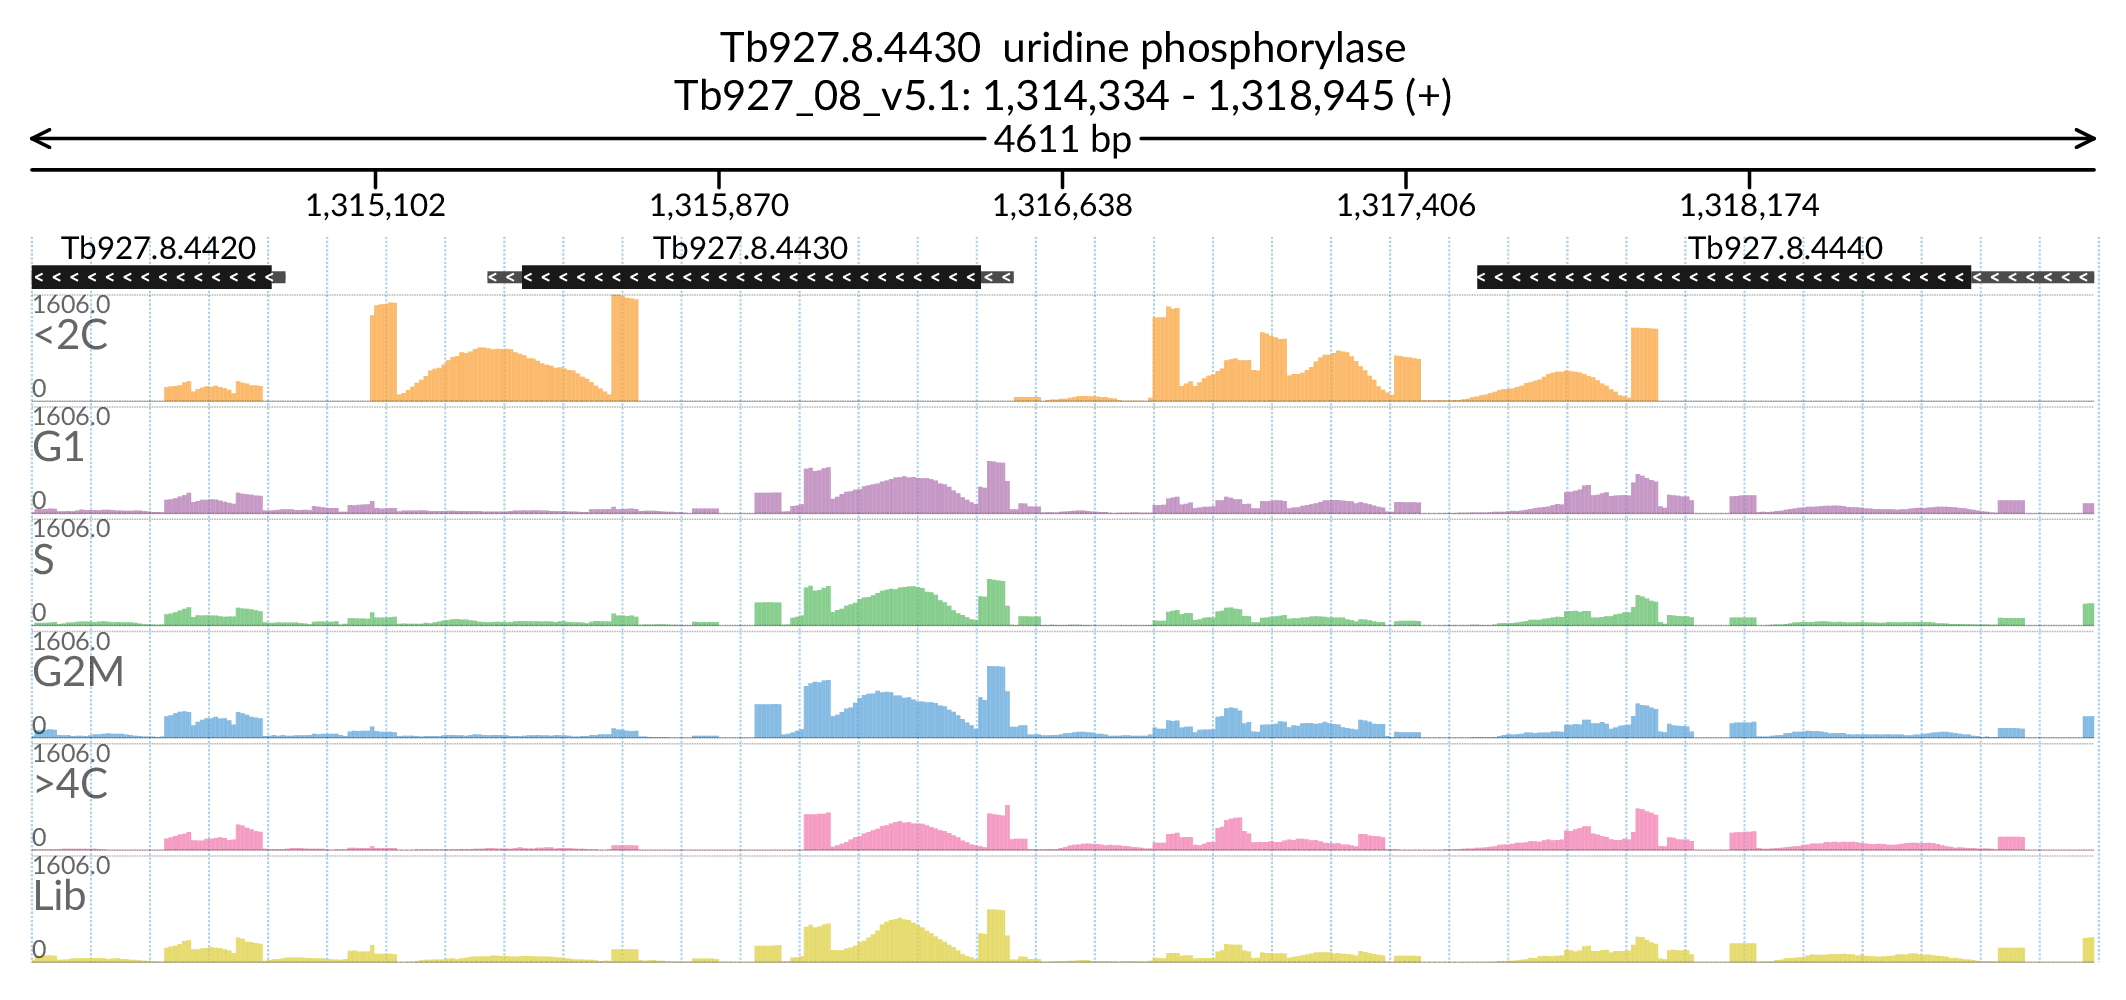 Tb927.8.4430  uridine phosphorylase
Tb927_08_v5.1: 1,314,334 - 1,318,945 (+)
4611 bp
1,315,102 1,315,870 1,316,638 1,317,406 1,318,174
Tb927.8.4420 Tb927.8.4430 Tb927.8.4440
1606.0
<2C
0
1606.0
G1
0
1606.0
S
0
1606.0
G2M
0
1606.0
>4C
0
1606.0
Lib
0